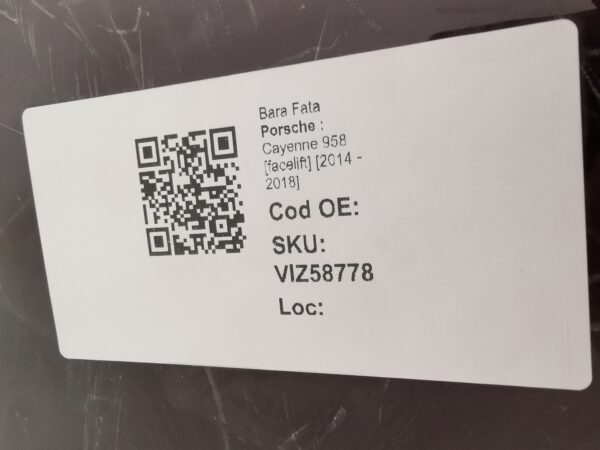 Bara Fata
Porsche :
Cayenne 958
[facelift] [2014 -
2018]
Cod OE:
SKU:
VIZ58778
Loc: